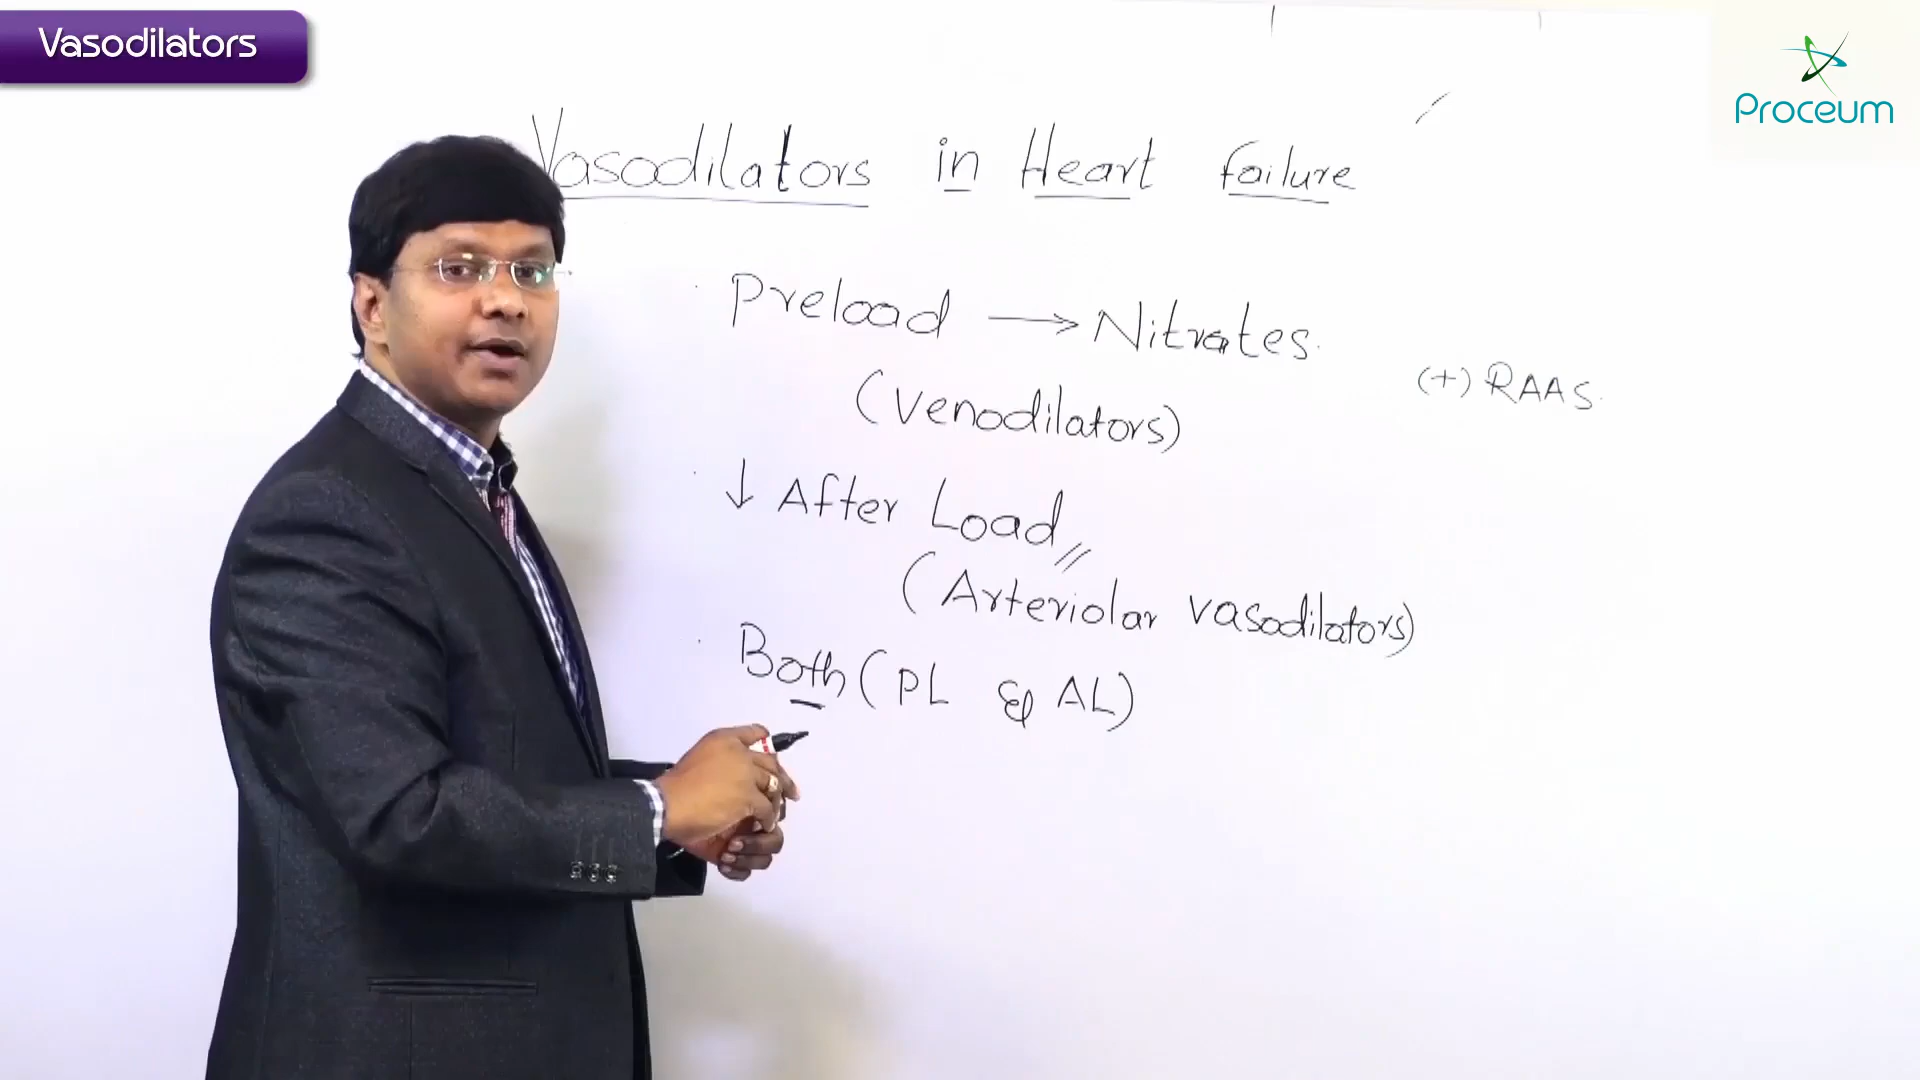 Vasodilators
Proceum
Vasodilators in Heart failure
Preload → Nitrates.
(venodilators)
(+) RAAS.
↓ After Load
(Arteriolar vasodilators)
Both (PL & AL)